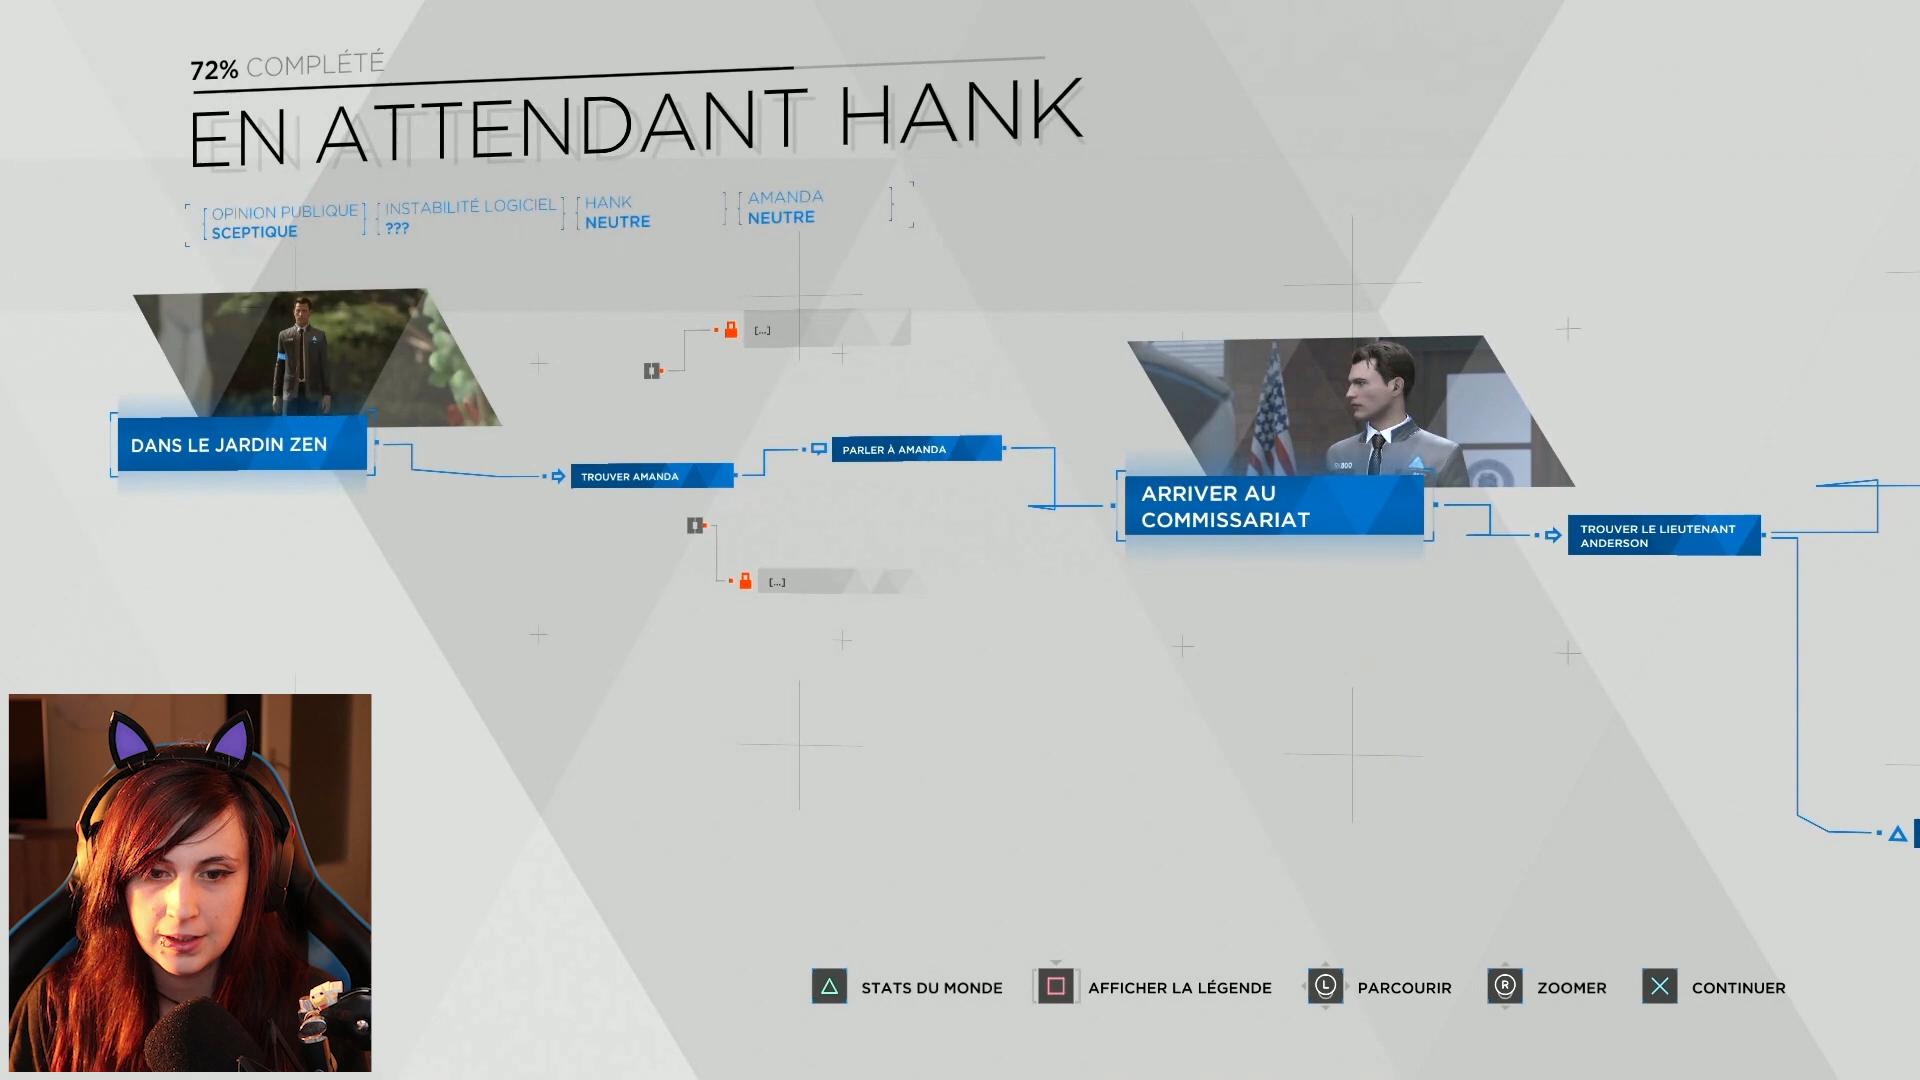 72% COMPLÉTÉ
EN ATTENDANT HANK
OPINION PUBLIQUE
SCEPTIQUE
INSTABILITÉ LOGICIEL
???
HANK
NEUTRE
AMANDA
NEUTRE
[...]
DANS LE JARDIN ZEN
TROUVER AMANDA
PARLER À AMANDA
[...]
ARRIVER AU
COMMISSARIAT
TROUVER LE LIEUTENANT
ANDERSON
STATS DU MONDE
AFFICHER LA LÉGENDE
L
PARCOURIR
R
ZOOMER
CONTINUER